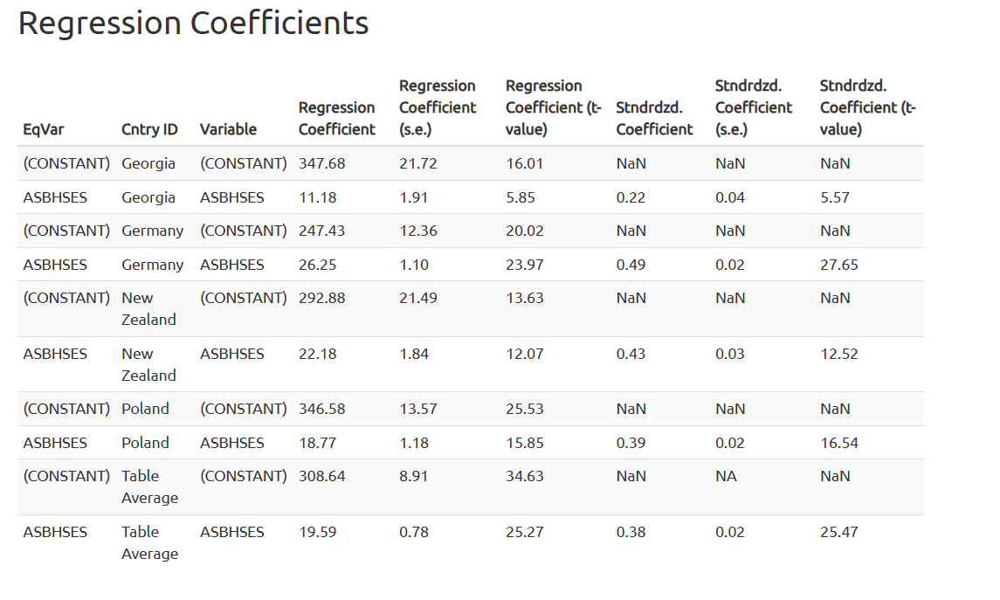 Regression Coefficients
EqVar Cntry ID Variable Regression Coefficient Regression Coefficient (s.e.) Regression Coefficient (t-value) Stndrdzd. Coefficient Stndrdzd. Coefficient (s.e.) Stndrdzd. Coefficient (t-value)
(CONSTANT) Georgia (CONSTANT) 347.68 21.72 16.01 NaN NaN NaN
ASBHSES Georgia ASBHSES 11.18 1.91 5.85 0.22 0.04 5.57
(CONSTANT) Germany (CONSTANT) 247.43 12.36 20.02 NaN NaN NaN
ASBHSES Germany ASBHSES 26.25 1.10 23.97 0.49 0.02 27.65
(CONSTANT) New Zealand (CONSTANT) 292.88 21.49 13.63 NaN NaN NaN
ASBHSES New Zealand ASBHSES 22.18 1.84 12.07 0.43 0.03 12.52
(CONSTANT) Poland (CONSTANT) 346.58 13.57 25.53 NaN NaN NaN
ASBHSES Poland ASBHSES 18.77 1.18 15.85 0.39 0.02 16.54
(CONSTANT) Table Average (CONSTANT) 308.64 8.91 34.63 NaN NA NaN
ASBHSES Table Average ASBHSES 19.59 0.78 25.27 0.38 0.02 25.47